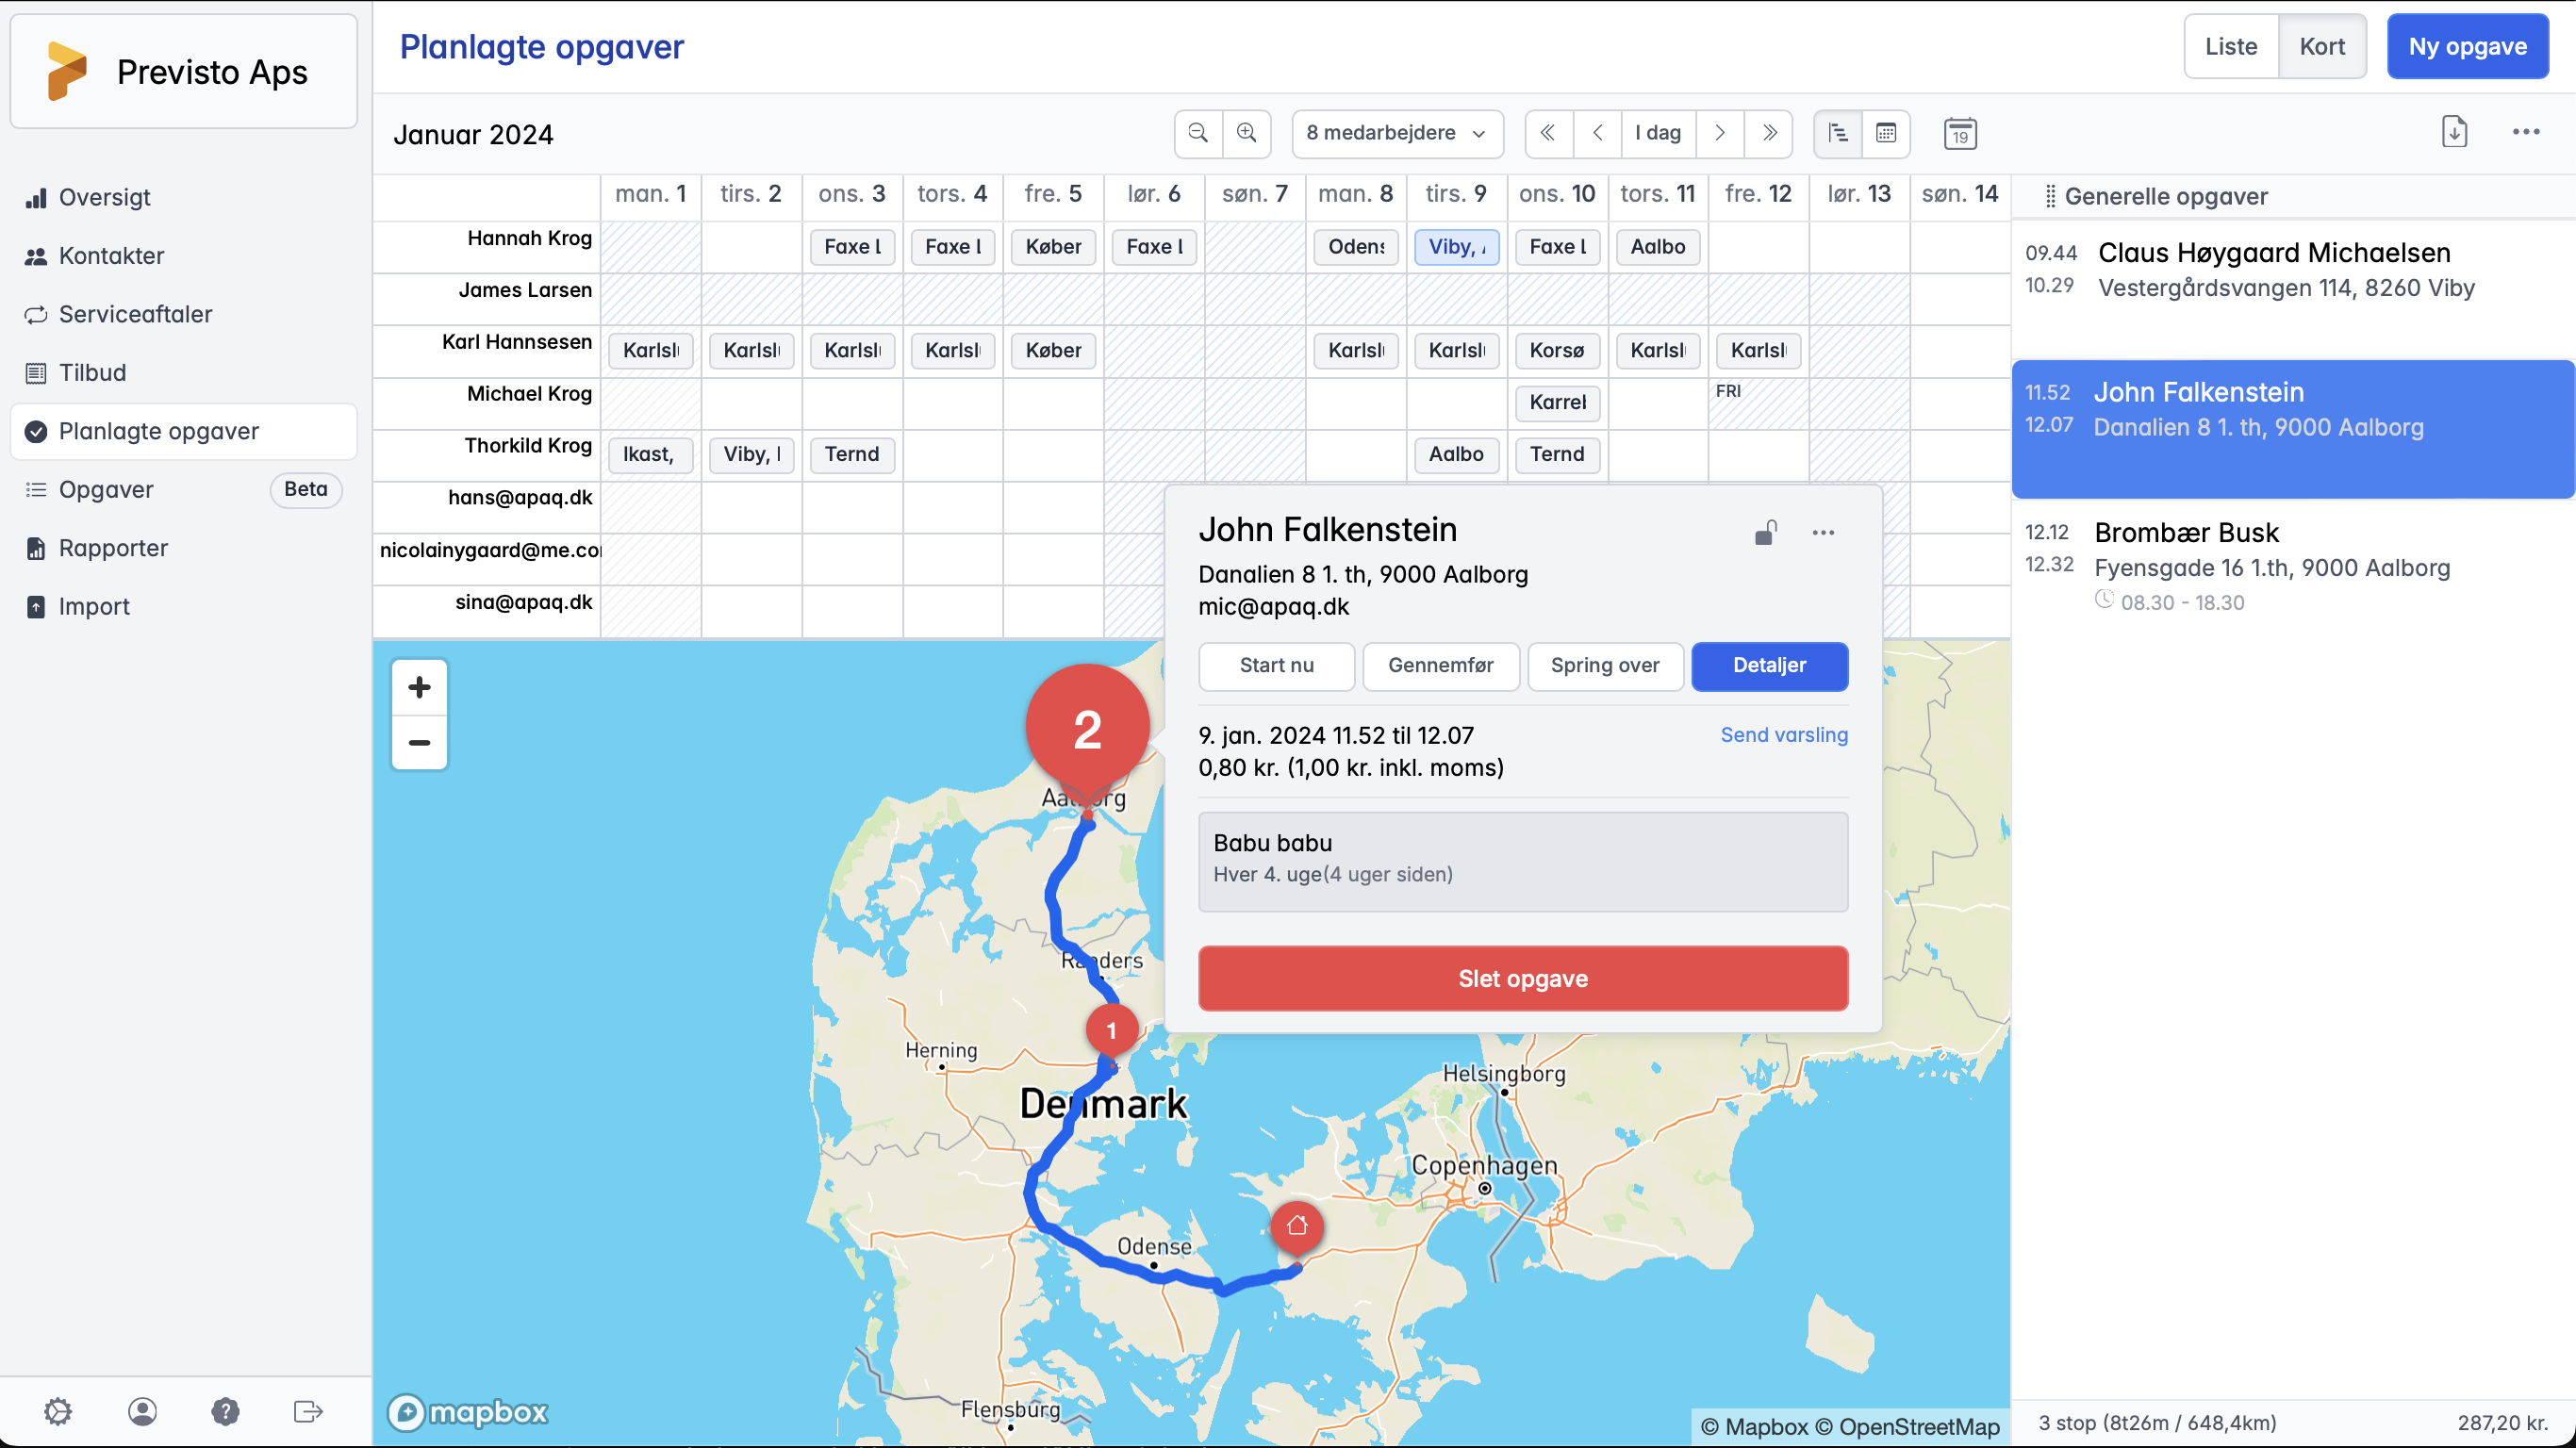 Previsto Aps
Oversigt
Kontakter
Serviceaftaler
Tilbud
Planlagte opgaver
Opgaver Beta
Rapporter
Import
Planlagte opgaver
Liste Kort Ny opgave
Januar 2024
8 medarbejdere I dag 19
man. 1 tirs. 2 ons. 3 tors. 4 fre. 5 lør. 6 søn. 7 man. 8 tirs. 9 ons. 10 tors. 11 fre. 12 lør. 13 søn. 14
Hannah Krog Faxe L Faxe L Køber Faxe L Odens Viby, Faxe L Aalbo
James Larsen
Karl Hannsesen Karlsl Karlsl Karlsl Karlsl Køber Karlsl Karlsl Korsø Karlsl Karlsl
Michael Krog Karrel FRI
Thorkild Krog Ikast, Viby, Ternd Aalbo Ternd
hans@apaq.dk
nicolainygaard@me.co
sina@apaq.dk
John Falkenstein
Danalien 8 1. th, 9000 Aalborg
mic@apaq.dk
Start nu Gennemfør Spring over Detaljer
9. jan. 2024 11.52 til 12.07 Send varsling
0,80 kr. (1,00 kr. inkl. moms)
Babu babu
Hver 4. uge(4 uger siden)
Slet opgave
2
Aalborg
Randers
1
Herning
Denmark
Helsingborg
Copenhagen
Odense
Flensburg
mapbox
© Mapbox © OpenStreetMap
Generelle opgaver
09.44 Claus Høygaard Michaelsen
10.29 Vestergårdsvangen 114, 8260 Viby
11.52 John Falkenstein
12.07 Danalien 8 1. th, 9000 Aalborg
12.12 Brombær Busk
12.32 Fyensgade 16 1.th, 9000 Aalborg
08.30 - 18.30
3 stop (8t26m / 648,4km) 287,20 kr.